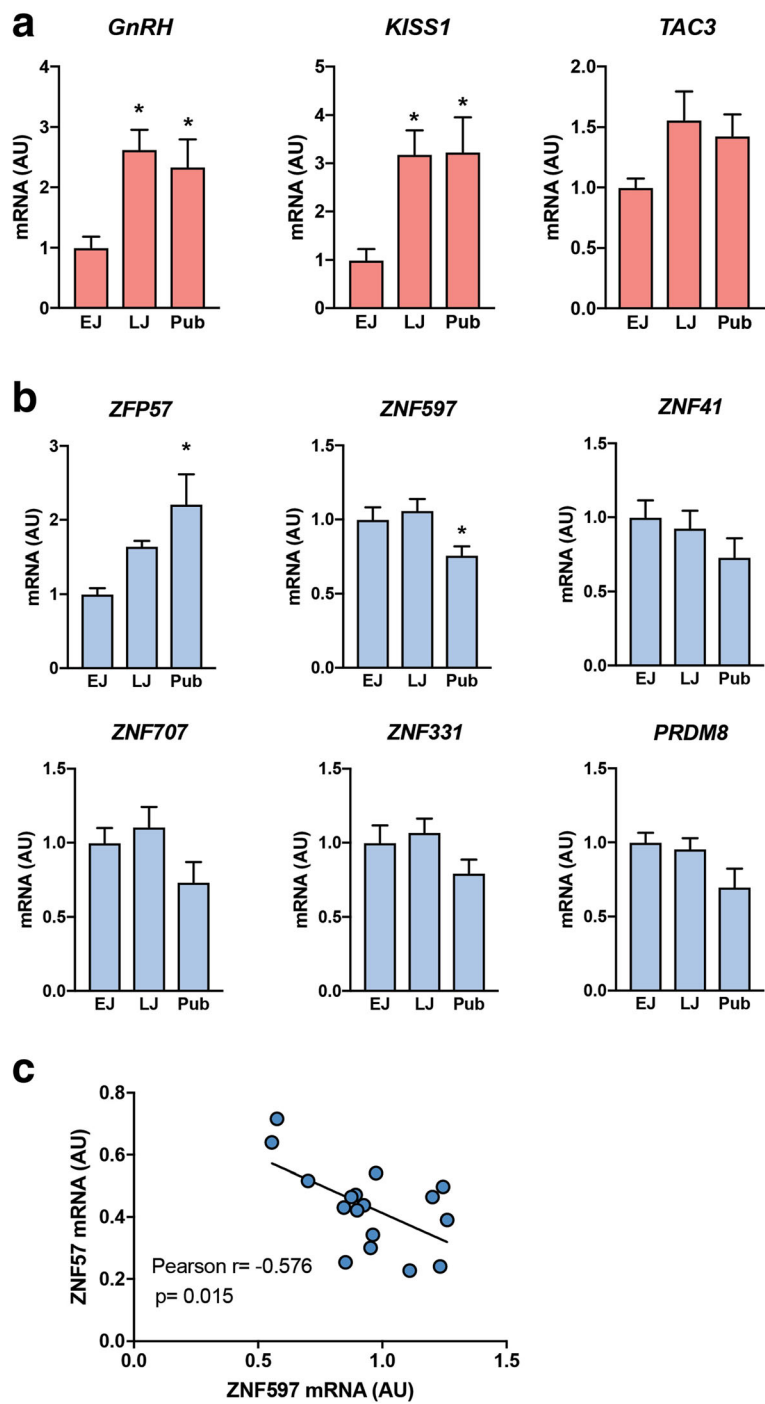 a
GnRH
KISS1
TAC3
mRNA (AU)
4
3
2
1
0
*
*
EJ LJ Pub
mRNA (AU)
5
4
3
2
1
0
*
*
EJ LJ Pub
mRNA (AU)
2.0
1.5
1.0
0.5
0.0
EJ LJ Pub
b
ZFP57
ZNF597
ZNF41
mRNA (AU)
3
2
1
0
*
EJ LJ Pub
mRNA (AU)
1.5
1.0
0.5
0.0
*
EJ LJ Pub
mRNA (AU)
1.5
1.0
0.5
0.0
EJ LJ Pub
ZNF707
ZNF331
PRDM8
mRNA (AU)
1.5
1.0
0.5
0.0
EJ LJ Pub
mRNA (AU)
1.5
1.0
0.5
0.0
EJ LJ Pub
mRNA (AU)
1.5
1.0
0.5
0.0
EJ LJ Pub
c
ZNF57 mRNA (AU)
0.8
0.6
0.4
0.2
0.0
Pearson r= -0.576
p= 0.015
0.0 0.5 1.0 1.5
ZNF597 mRNA (AU)